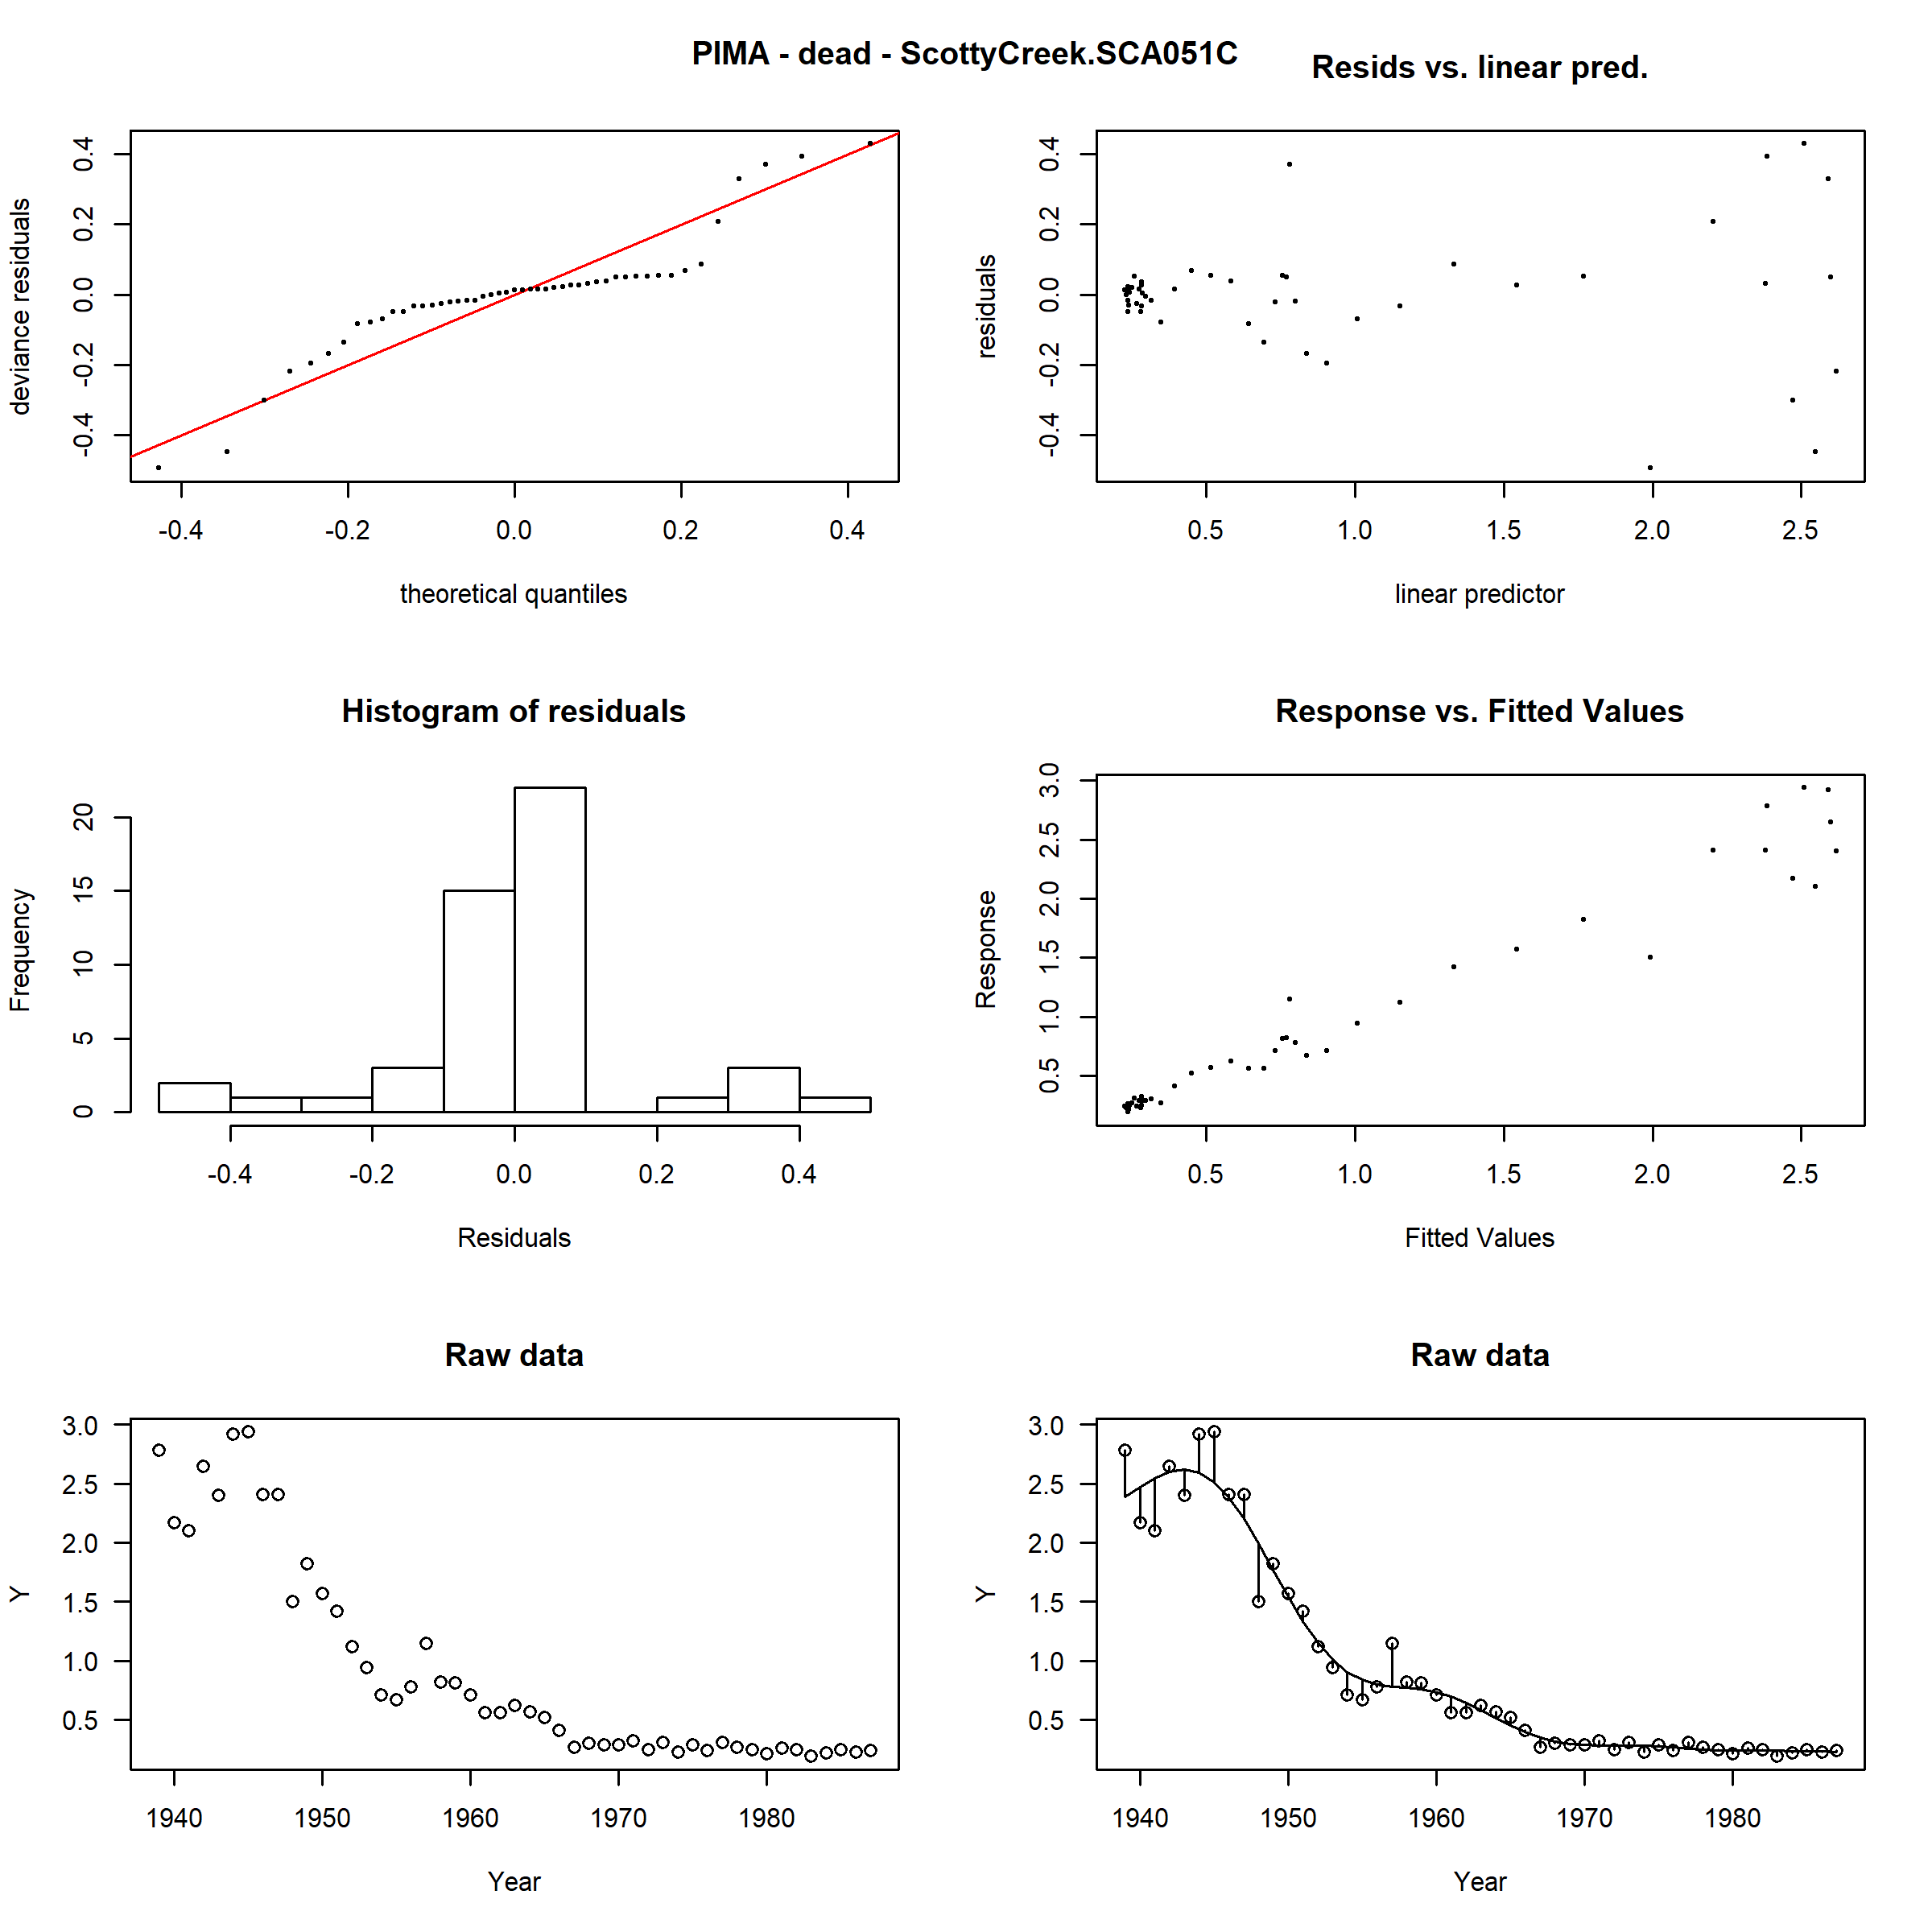 PIMA - dead - ScottyCreek.SCA051C
Resids vs. linear pred.
deviance residuals
0.4
0.2
0.0
-0.2
-0.4
-0.4 -0.2 0.0 0.2 0.4
theoretical quantiles
residuals
0.4
0.2
0.0
-0.2
-0.4
0.5 1.0 1.5 2.0 2.5
linear predictor
Histogram of residuals
Frequency
20
15
10
5
0
-0.4 -0.2 0.0 0.2 0.4
Residuals
Response vs. Fitted Values
Response
3.0
2.5
2.0
1.5
1.0
0.5
0.5 1.0 1.5 2.0 2.5
Fitted Values
Raw data
Y
3.0
2.5
2.0
1.5
1.0
0.5
1940 1950 1960 1970 1980
Year
Raw data
Y
3.0
2.5
2.0
1.5
1.0
0.5
1940 1950 1960 1970 1980
Year